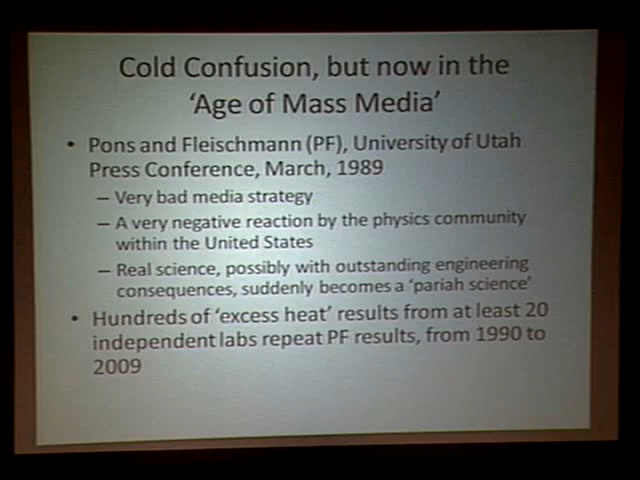 Cold Confusion, but now in the
‘Age of Mass Media’
• Pons and Fleischmann (PF), University of Utah
Press Conference, March, 1989
– Very bad media strategy
– A very negative reaction by the physics community
within the United States
– Real science, possibly with outstanding engineering
consequences, suddenly becomes a ‘pariah science’
• Hundreds of ‘excess heat’ results from at least 20
independent labs repeat PF results, from 1990 to
2009